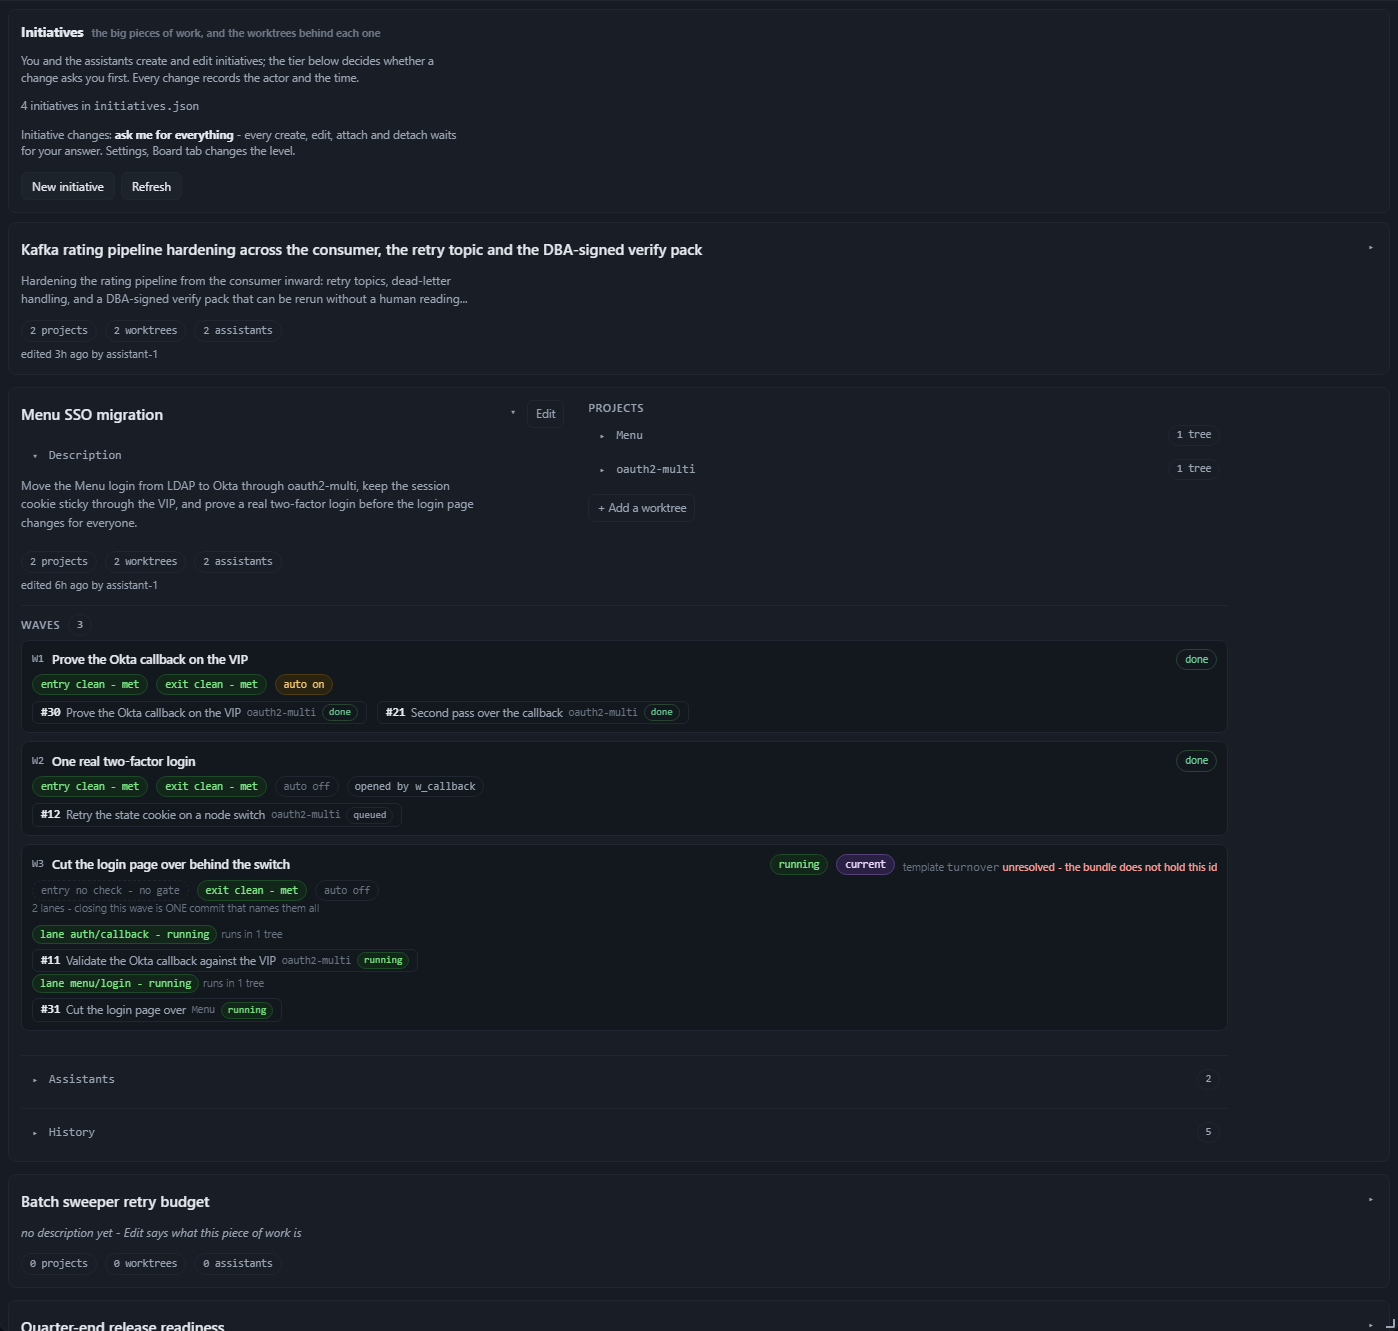 Initiatives the big pieces of work, and the worktrees behind each one
You and the assistants create and edit initiatives; the tier below decides whether a
change asks you first. Every change records the actor and the time.
4 initiatives in initiatives.json
Initiative changes: ask me for everything - every create, edit, attach and detach waits
for your answer. Settings, Board tab changes the level.
New initiative Refresh
Kafka rating pipeline hardening across the consumer, the retry topic and the DBA-signed verify pack
Hardening the rating pipeline from the consumer inward: retry topics, dead-letter
handling, and a DBA-signed verify pack that can be rerun without a human reading...
2 projects 2 worktrees 2 assistants
edited 3h ago by assistant-1
Menu SSO migration Edit
Description
Move the Menu login from LDAP to Okta through oauth2-multi, keep the session
cookie sticky through the VIP, and prove a real two-factor login before the login page
changes for everyone.
2 projects 2 worktrees 2 assistants
edited 6h ago by assistant-1
PROJECTS
Menu 1 tree
oauth2-multi 1 tree
+ Add a worktree
WAVES 3
W1 Prove the Okta callback on the VIP done
entry clean - met exit clean - met auto on
#30 Prove the Okta callback on the VIP oauth2-multi done #21 Second pass over the callback oauth2-multi done
W2 One real two-factor login done
entry clean - met exit clean - met auto off opened by w_callback
#12 Retry the state cookie on a node switch oauth2-multi queued
W3 Cut the login page over behind the switch running current template turnover unresolved - the bundle does not hold this id
entry no check - no gate exit clean - met auto off
2 lanes - closing this wave is ONE commit that names them all
lane auth/callback - running runs in 1 tree
#11 Validate the Okta callback against the VIP oauth2-multi running
lane menu/login - running runs in 1 tree
#31 Cut the login page over Menu running
Assistants 2
History 5
Batch sweeper retry budget
no description yet - Edit says what this piece of work is
0 projects 0 worktrees 0 assistants
Quarter-end release readiness